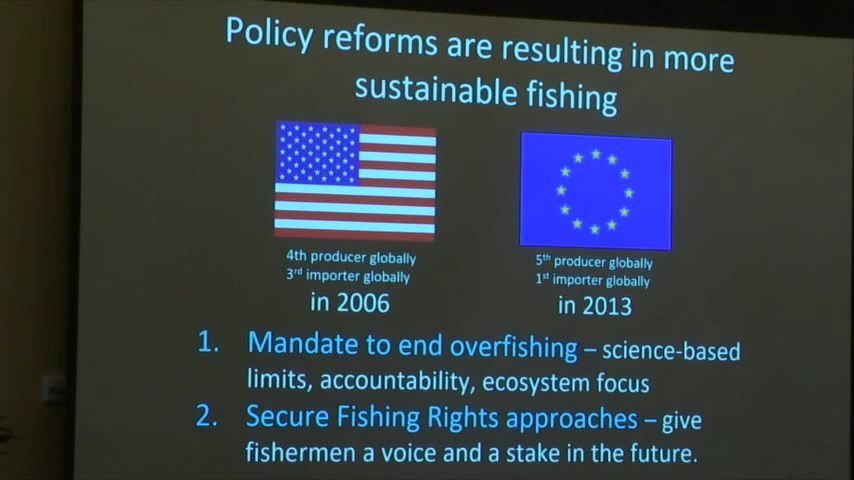 Policy reforms are resulting in more
sustainable fishing
4th producer globally
3rd importer globally
in 2006
5th producer globally
1st importer globally
in 2013
1. Mandate to end overfishing – science-based
limits, accountability, ecosystem focus
2. Secure Fishing Rights approaches – give
fishermen a voice and a stake in the future.